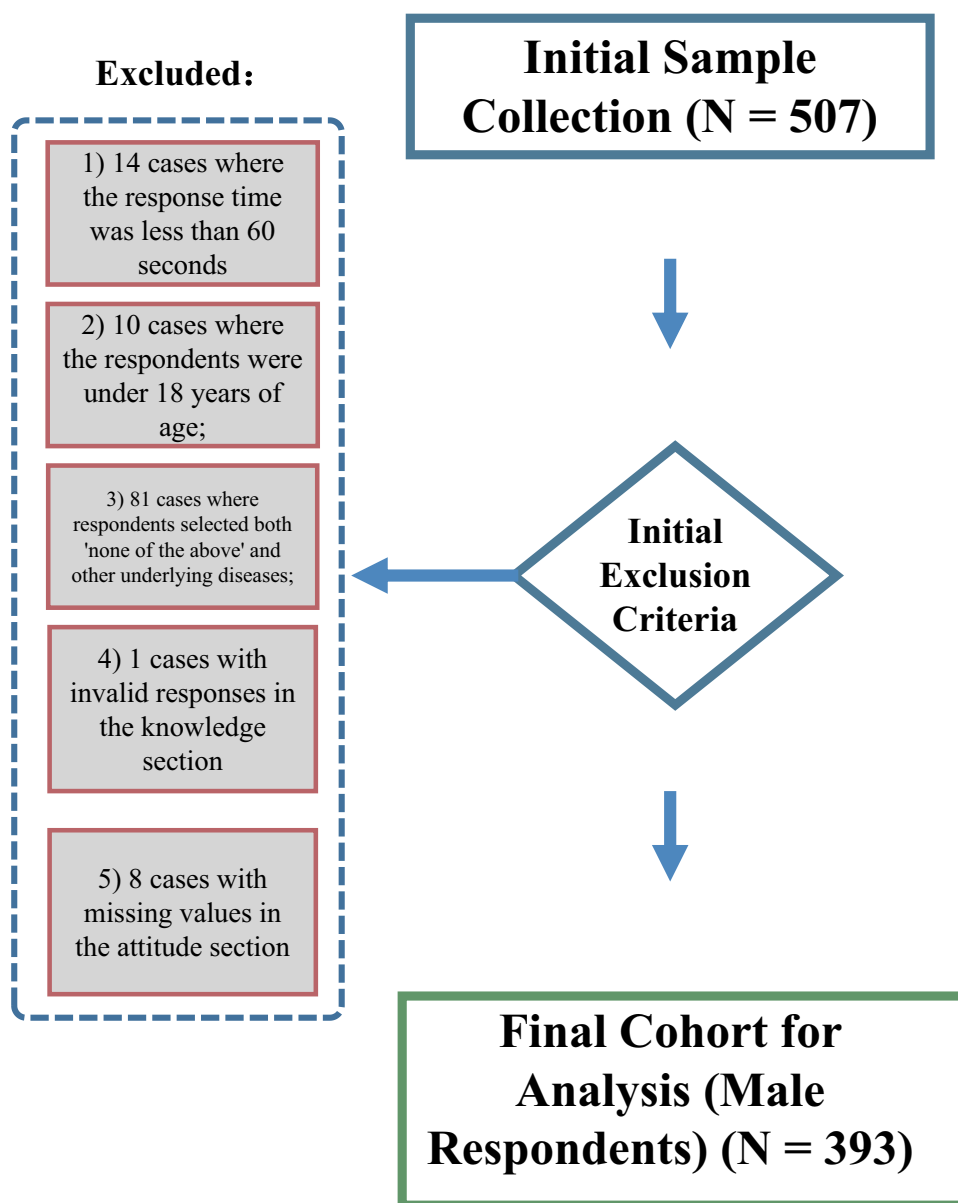 Initial Sample
Collection (N = 507)
Excluded：
1) 14 cases where
the response time
was less than 60
seconds
2) 10 cases where
the respondents were
under 18 years of
age;
3) 81 cases where
respondents selected both
'none of the above' and
other underlying diseases;
4) 1 cases with
invalid responses in
the knowledge
section
5) 8 cases with
missing values in
the attitude section
Initial
Exclusion
Criteria
Final Cohort for
Analysis (Male
Respondents) (N = 393)